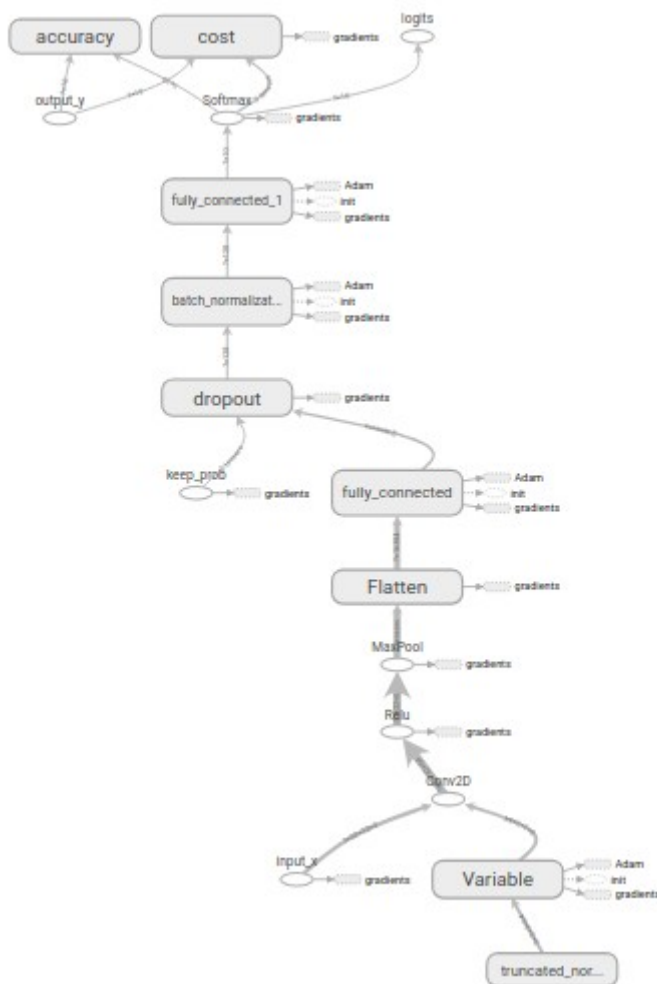 logits
accuracy
cost
gradients
output_y
Softmax
gradients
fully_connected_1
Adam
init
gradients
batch_normalizat...
Adam
init
gradients
dropout
gradients
keep_prob
gradients
fully_connected
Adam
init
gradients
Flatten
gradients
MaxPool
gradients
Relu
gradients
Conv2D
input_x
gradients
Variable
Adam
init
gradients
truncated_nor...